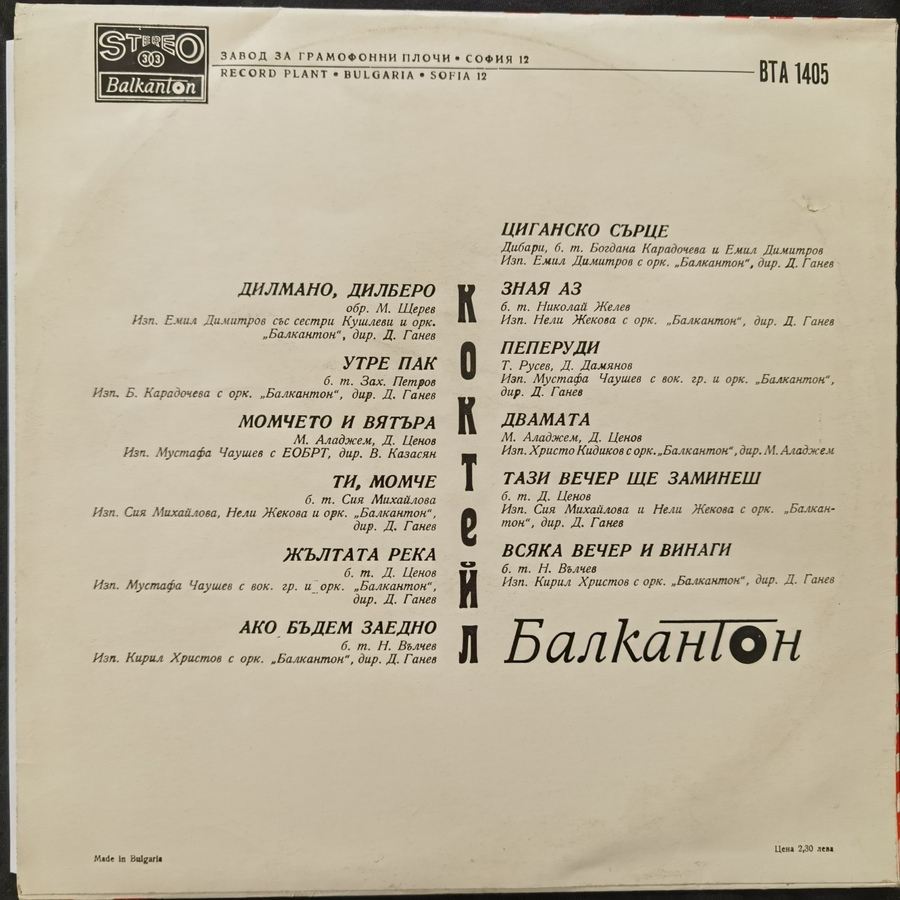 STEREO
33
Balkanton
ЗАВОД ЗА ГРАМОФОННИ ПЛОЧИ • СОФИЯ 12
RECORD PLANT • BULGARIA • SOFIA 12
ВТА 1405
ДИЛМАНО, ДИЛБЕРО
обр. М. Щерев
Изп. Емил Димитров със сестри Кушлеви и орк.
„Балкантон“, дир. Д. Ганев
УТРЕ ПАК
б. т. Зах. Петров
Изп. Б. Карадочева с орк. „Балкантон“, дир. Д. Ганев
МОМЧЕТО И ВЯТЪРА
М. Аладжем, Д. Ценов
Изп. Мустафа Чаушев с ЕОБРТ, дир. В. Казасян
ТИ, МОМЧЕ
б. т. Сия Михайлова
Изп. Сия Михайлова, Нели Жекова и орк. „Балкантон“,
дир. Д. Ганев
ЖЪЛТАТА РЕКА
б. т. Д. Ценов
Изп. Мустафа Чаушев с вок. гр. и орк. „Балкантон“,
дир. Д. Ганев
АКО БЪДЕМ ЗАЕДНО
б. т. Н. Вълчев
Изп. Кирил Христов с орк. „Балкантон“, дир. Д. Ганев
КОКТейЛ
ЦИГАНСКО СЪРЦЕ
Дибари, б. т. Богдана Карадочева и Емил Димитров
Изп. Емил Димитров с орк. „Балкантон“, дир. Д. Ганев
ЗНАЯ АЗ
б. т. Николай Желев
Изп. Нели Жекова с орк. „Балкантон“, дир. Д. Ганев
ПЕПЕРУДИ
Т. Русев, Д. Дамянов
Изп. Мустафа Чаушев с вок. гр. и орк. „Балкантон“,
дир. Д. Ганев
ДВАМАТА
М. Аладжем, Д. Ценов
Изп. Христо Кидиков с орк. „Балкантон“, дир. М. Аладжем
ТАЗИ ВЕЧЕР ЩЕ ЗАМИНЕШ
б. т. Д. Ценов
Изп. Сия Михайлова и Нели Жекова с орк. „Балкан-
тон“, дир. Д. Ганев
ВСЯКА ВЕЧЕР И ВИНАГИ
б. т. Н. Вълчев
Изп. Кирил Христов с орк. „Балкантон“, дир. Д. Ганев
Балкантон
Made in Bulgaria
Цена 2,30 лева